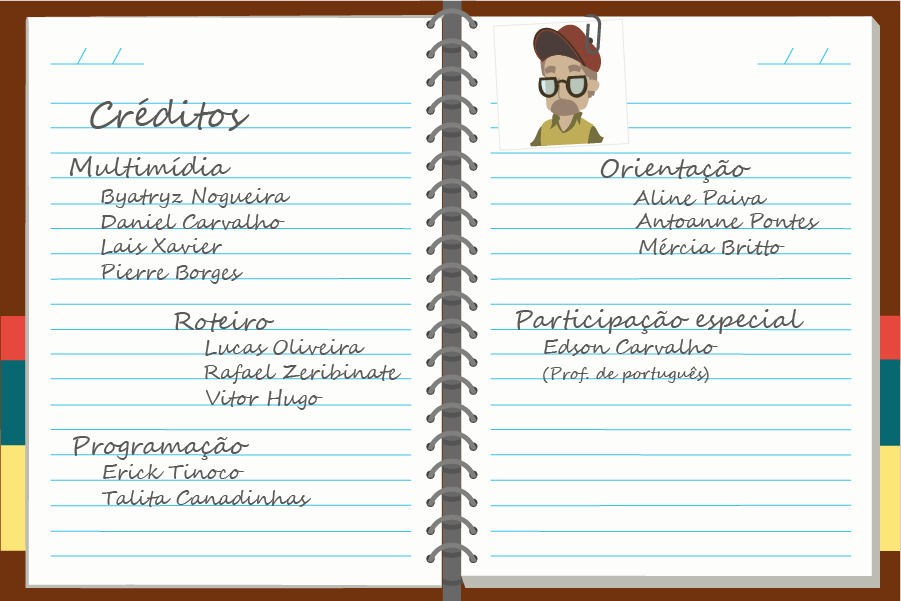 Créditos
Multimídia
Byatryz Nogueira
Daniel Carvalho
Lais Xavier
Pierre Borges
Roteiro
Lucas Oliveira
Rafael Zeribinate
Vitor Hugo
Programação
Erick Tinoco
Talita Canadinhas
Orientação
Aline Paiva
Antoanne Pontes
Mércia Britto
Participação especial
Edson Carvalho
(Prof. de português)